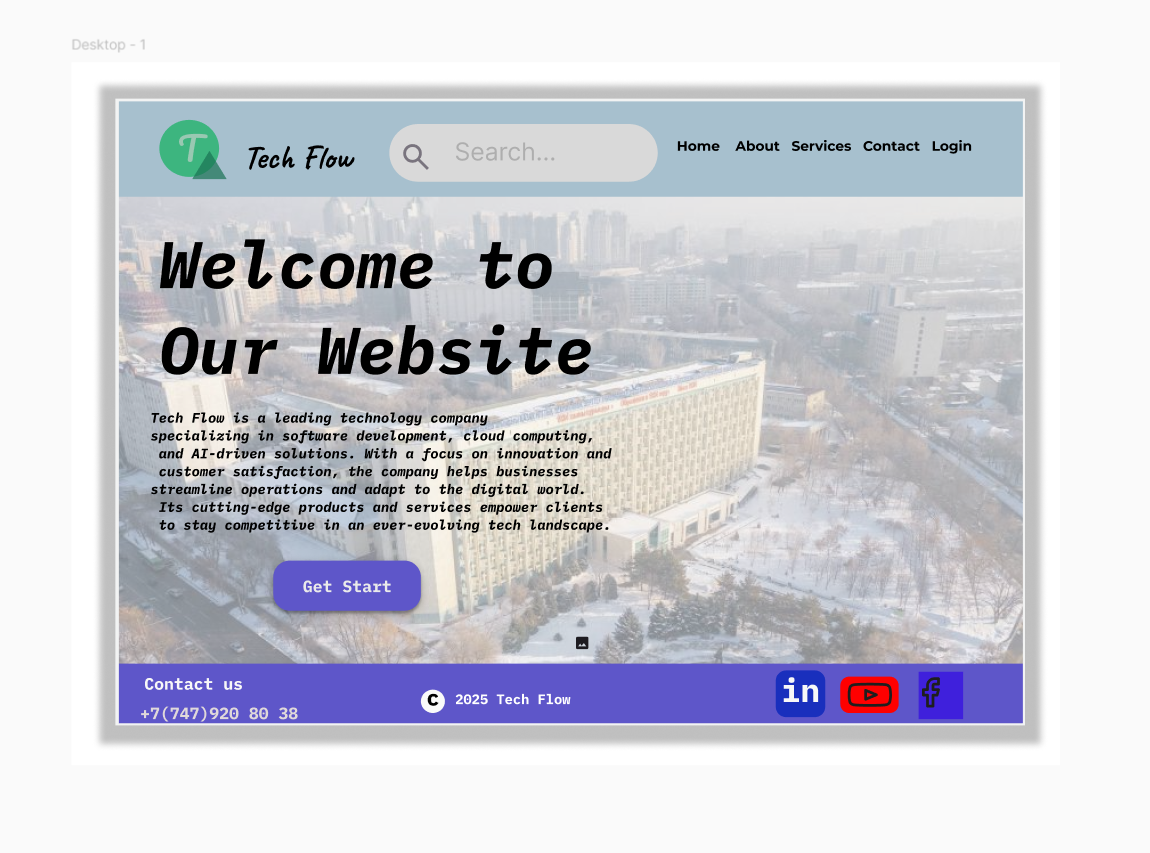 Desktop - 1
T
Tech Flow
Search...
Home About Services Contact Login
Welcome to
Our Website
Tech Flow is a leading technology company
specializing in software development, cloud computing,
and AI-driven solutions. With a focus on innovation and
customer satisfaction, the company helps businesses
streamline operations and adapt to the digital world.
Its cutting-edge products and services empower clients
to stay competitive in an ever-evolving tech landscape.
Get Start
Contact us
+7(747)920 80 38
C 2025 Tech Flow
in
f